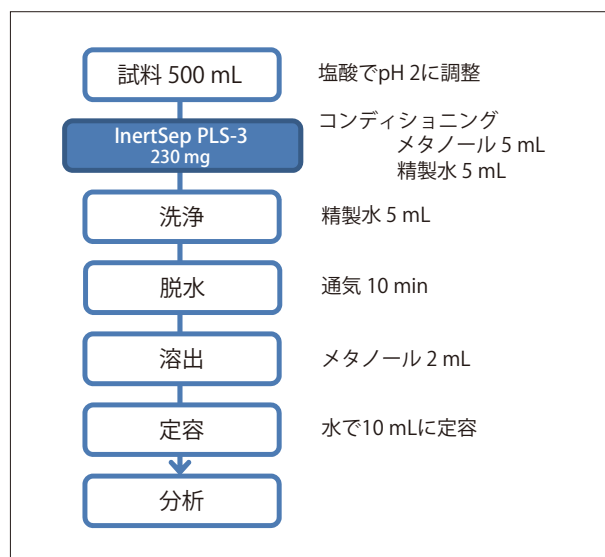 試料 500 mL
塩酸でpH 2に調整
InertSep PLS-3
230 mg
コンディショニング
メタノール 5 mL
精製水 5 mL
洗浄
精製水 5 mL
脱水
通気 10 min
溶出
メタノール 2 mL
定容
水で10 mLに定容
分析